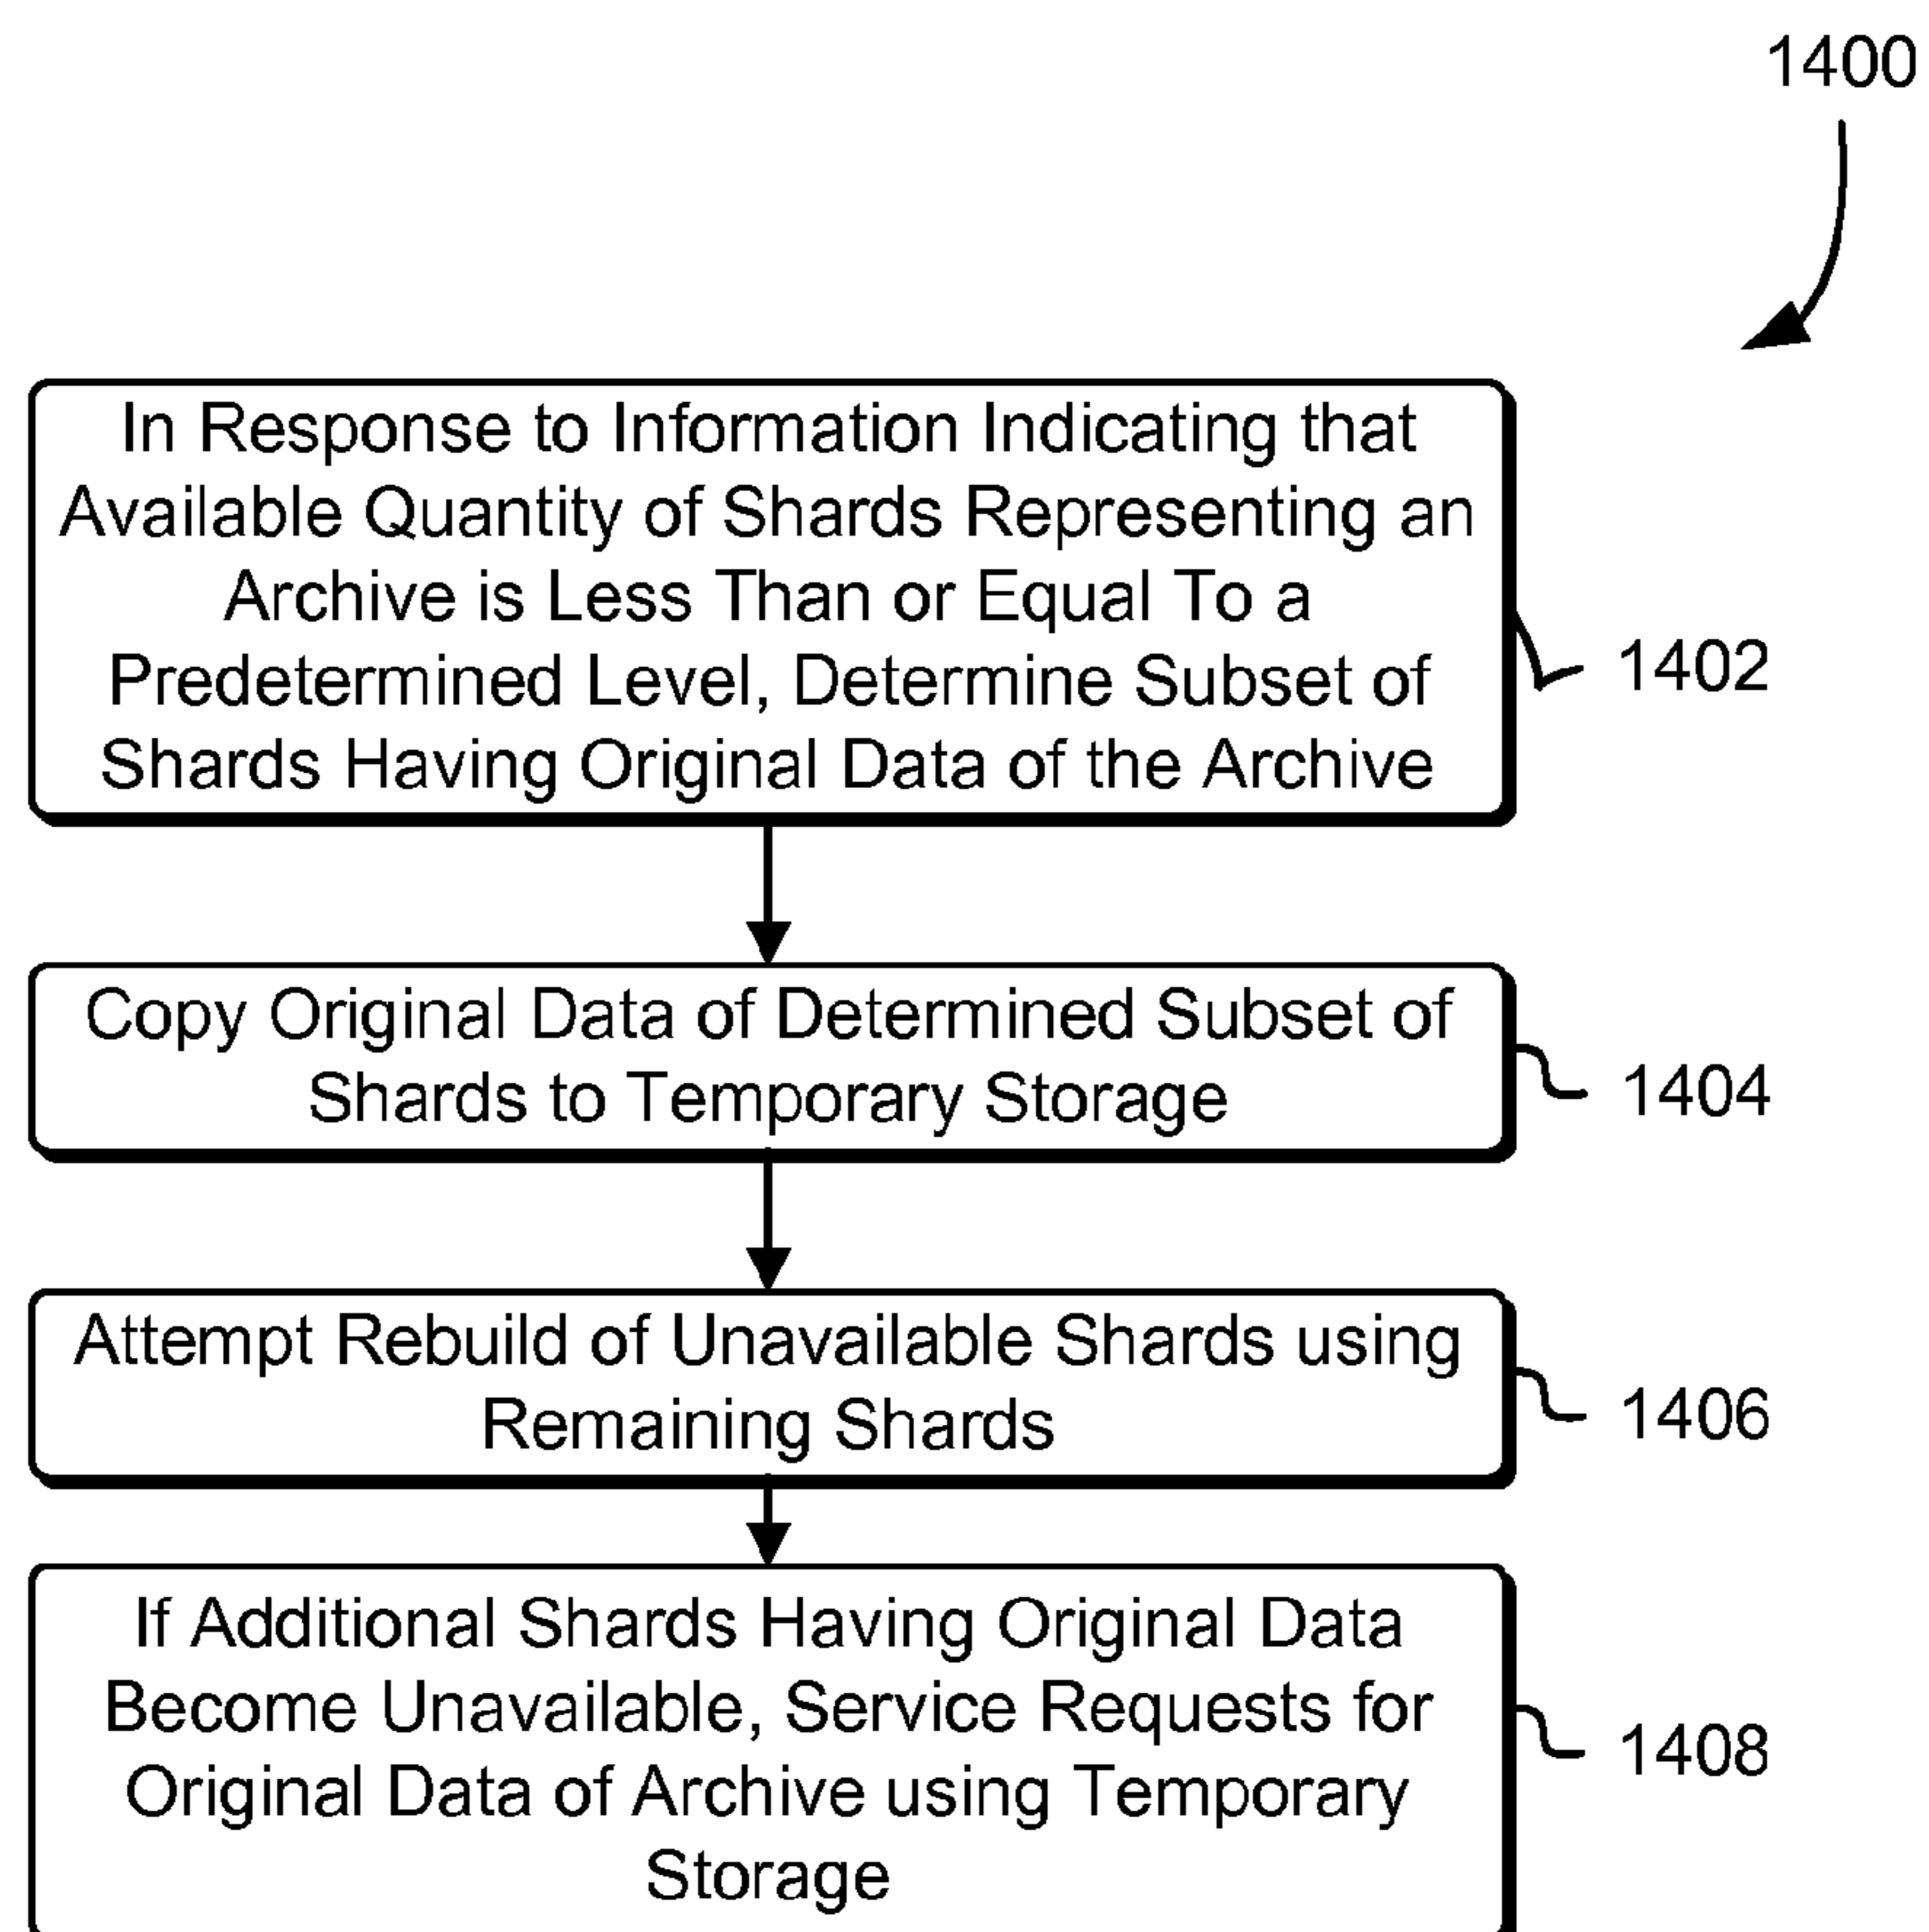 1400
In Response to Information Indicating that
Available Quantity of Shards Representing an
Archive is Less Than or Equal To a
Predetermined Level, Determine Subset of
Shards Having Original Data of the Archive
1402
Copy Original Data of Determined Subset of
Shards to Temporary Storage
1404
Attempt Rebuild of Unavailable Shards using
Remaining Shards
1406
If Additional Shards Having Original Data
Become Unavailable, Service Requests for
Original Data of Archive using Temporary
Storage
1408